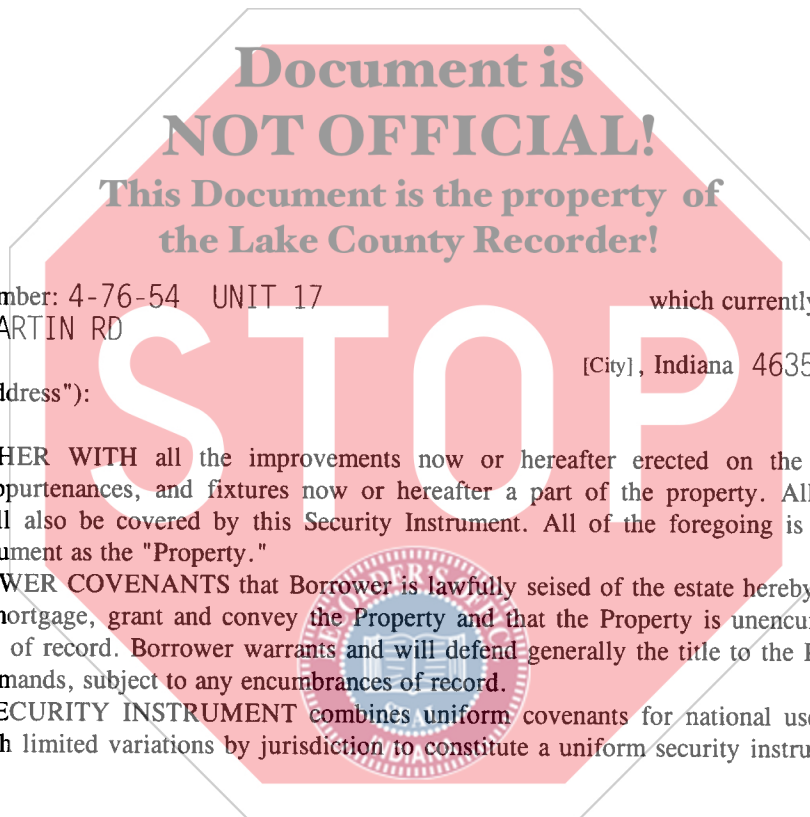 Document is
NOT OFFICIAL!
This Document is the property of
the Lake County Recorder!
mber: 4-76-54 UNIT 17 which currently
ARTIN RD
[City], Indiana 4635
ddress"):
STOP
HER WITH all the improvements now or hereafter erected on the
ppurtenances, and fixtures now or hereafter a part of the property. All
ll also be covered by this Security Instrument. All of the foregoing is
ument as the "Property."
WER COVENANTS that Borrower is lawfully seised of the estate hereby
nortgage, grant and convey the Property and that the Property is unencu
of record. Borrower warrants and will defend generally the title to the
mands, subject to any encumbrances of record.
ECURITY INSTRUMENT combines uniform covenants for national use
h limited variations by jurisdiction to constitute a uniform security instru
SEAL
INDIANA